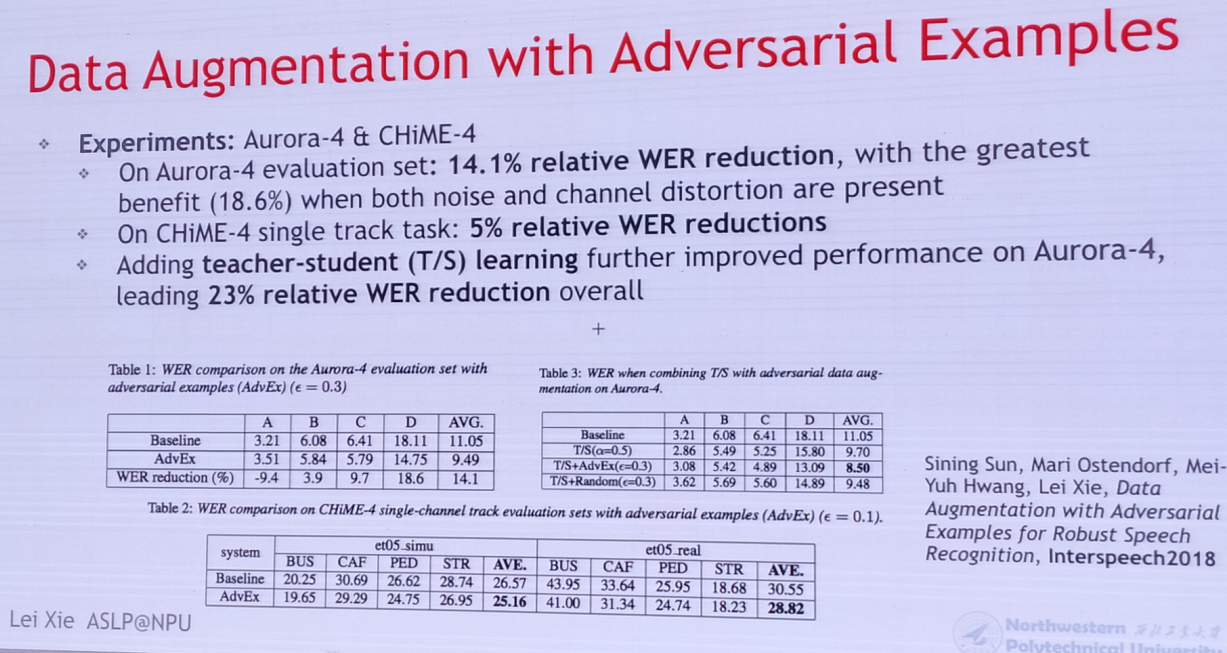 Data Augmentation with Adversarial Examples
❖ Experiments: Aurora-4 & CHiME-4
❖ On Aurora-4 evaluation set: 14.1% relative WER reduction, with the greatest
benefit (18.6%) when both noise and channel distortion are present
❖ On CHiME-4 single track task: 5% relative WER reductions
❖ Adding teacher-student (T/S) learning further improved performance on Aurora-4,
leading 23% relative WER reduction overall
+
Table 1: WER comparison on the Aurora-4 evaluation set with
adversarial examples (AdvEx) (ϵ = 0.3)
A B C D AVG.
Baseline 3.21 6.08 6.41 18.11 11.05
AdvEx 3.51 5.84 5.79 14.75 9.49
WER reduction (%) -9.4 3.9 9.7 18.6 14.1
Table 3: WER when combining T/S with adversarial data aug-
mentation on Aurora-4.
A B C D AVG.
Baseline 3.21 6.08 6.41 18.11 11.05
T/S(α=0.5) 2.86 5.49 5.25 15.80 9.70
T/S+AdvEx(ϵ=0.3) 3.08 5.42 4.89 13.09 8.50
T/S+Random(ϵ=0.3) 3.62 5.69 5.60 14.89 9.48
Table 2: WER comparison on CHiME-4 single-channel track evaluation sets with adversarial examples (AdvEx) (ϵ = 0.1).
system et05_simu et05_real
BUS CAF PED STR AVE. BUS CAF PED STR AVE.
Baseline 20.25 30.69 26.62 28.74 26.57 43.95 33.64 25.95 18.68 30.55
AdvEx 19.65 29.29 24.75 26.95 25.16 41.00 31.34 24.74 18.23 28.82
Sining Sun, Mari Ostendorf, Mei-
Yuh Hwang, Lei Xie, Data
Augmentation with Adversarial
Examples for Robust Speech
Recognition, Interspeech2018
Lei Xie ASLP@NPU
Northwestern 西北工业大学
Polytechnical University